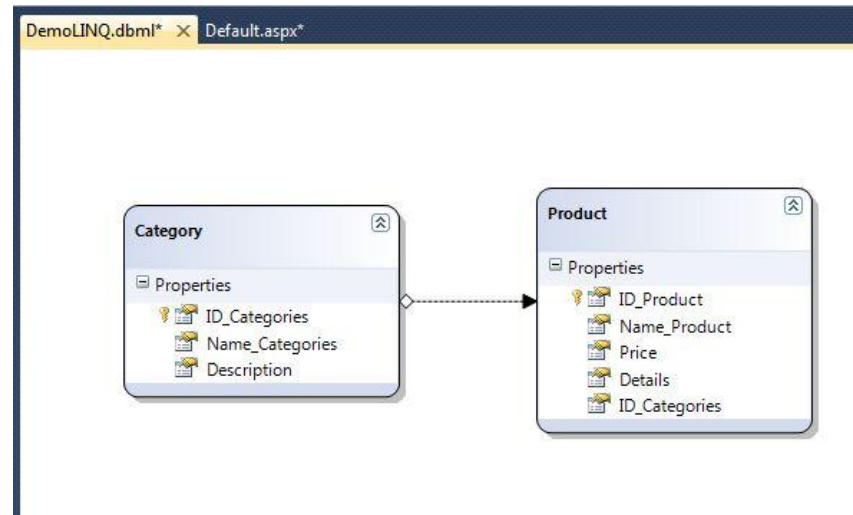 DemoLINQ.dbml* Default.aspx*
Category
Properties
ID_Categories
Name_Categories
Description
Product
Properties
ID_Product
Name_Product
Price
Details
ID_Categories